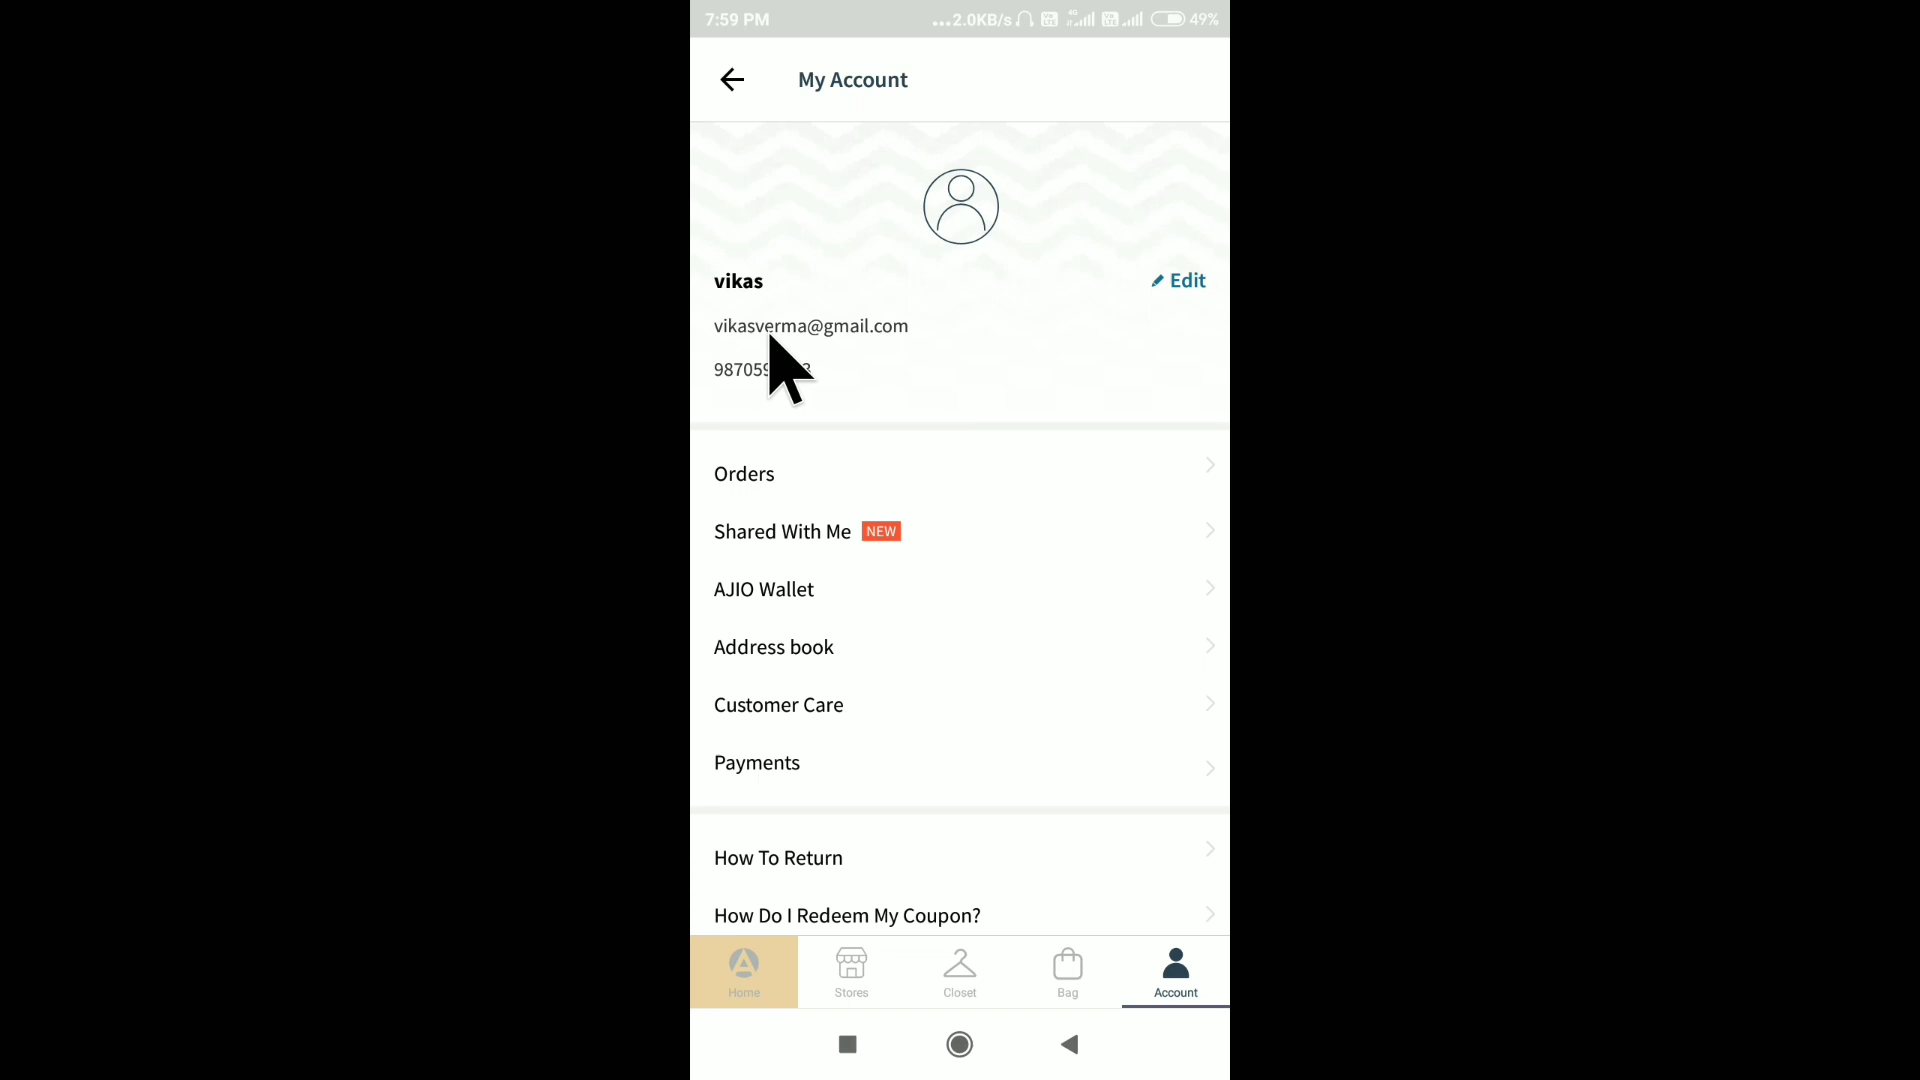 7:59 PM
...2.0KB/s 4G 49%
My Account
vikas
Edit
vikasverma@gmail.com
Orders
Shared With Me NEW
AJIO Wallet
Address book
Customer Care
Payments
How To Return
How Do I Redeem My Coupon?
Home
Stores
Closet
Bag
Account